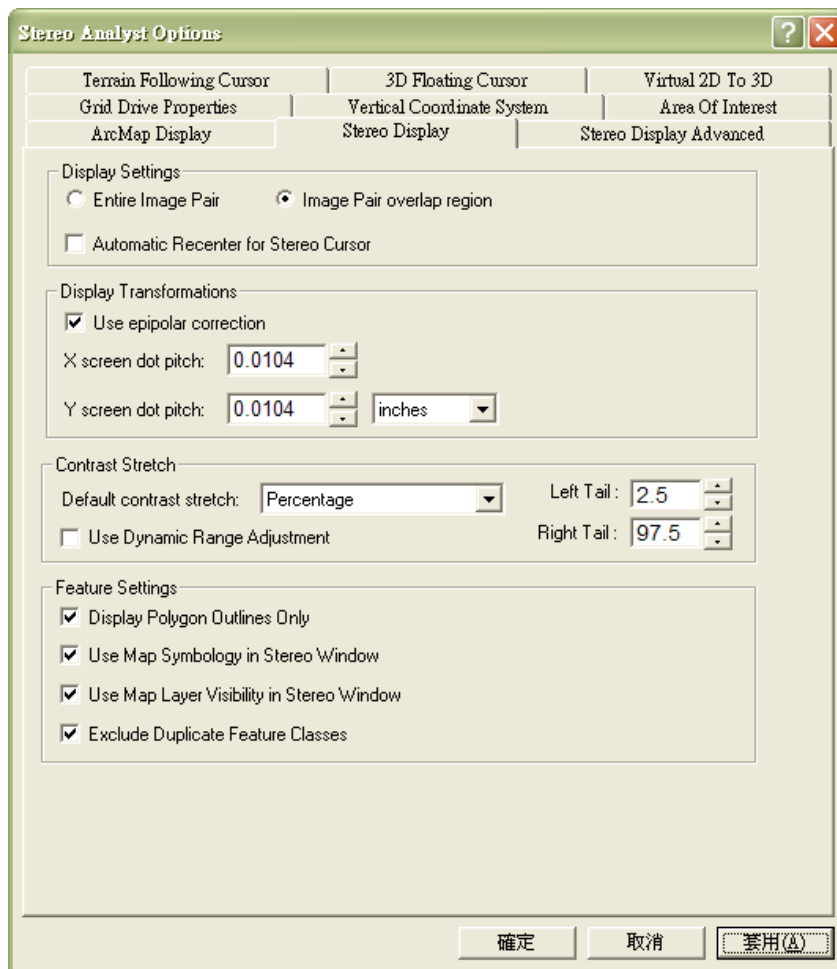 Stereo Analyst Options
Terrain Following Cursor 3D Floating Cursor Virtual 2D To 3D
Grid Drive Properties Vertical Coordinate System Area Of Interest
ArcMap Display Stereo Display Stereo Display Advanced
Display Settings
Entire Image Pair Image Pair overlap region
Automatic Recenter for Stereo Cursor
Display Transformations
Use epipolar correction
X screen dot pitch: 0.0104
Y screen dot pitch: 0.0104 inches
Contrast Stretch
Default contrast stretch: Percentage Left Tail : 2.5
Use Dynamic Range Adjustment Right Tail : 97.5
Feature Settings
Display Polygon Outlines Only
Use Map Symbology in Stereo Window
Use Map Layer Visibility in Stereo Window
Exclude Duplicate Feature Classes
確定 取消 套用(A)